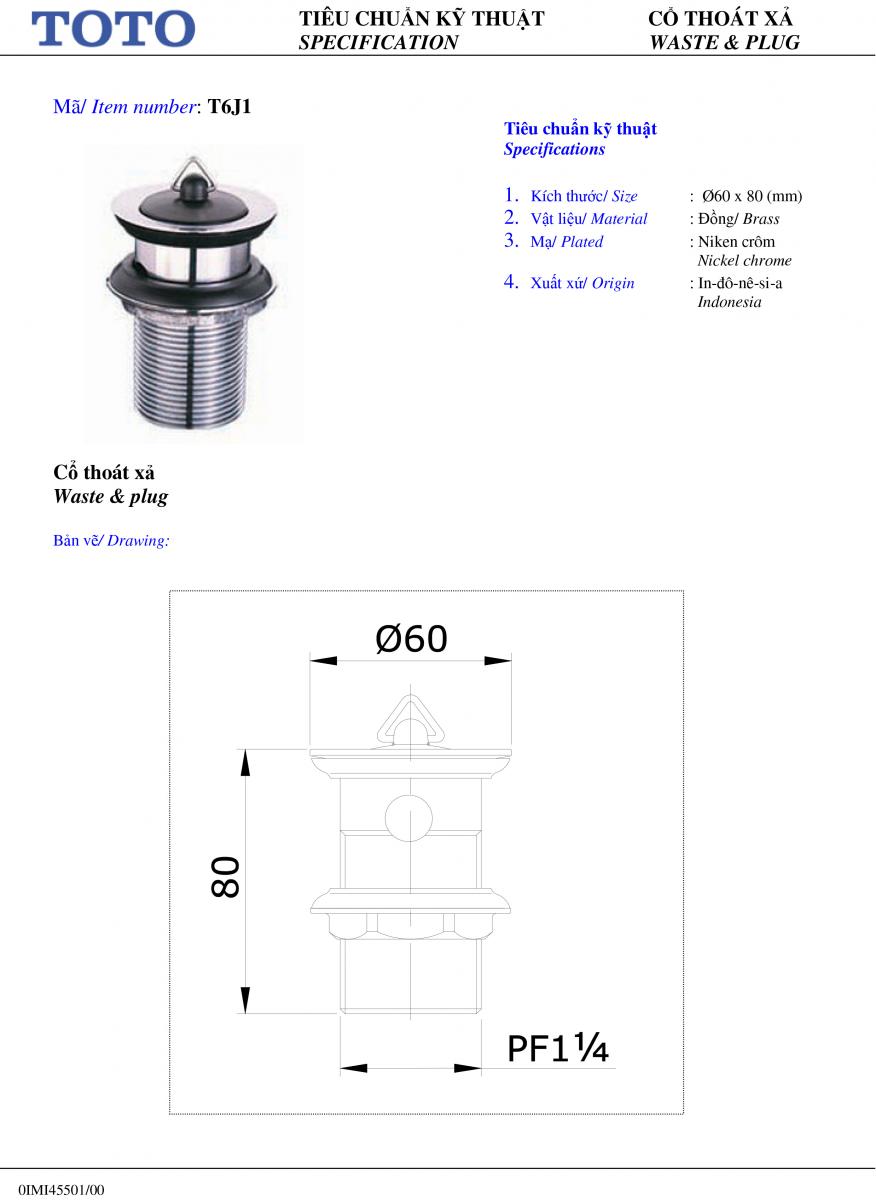 TOTO
TIÊU CHUẨN KỸ THUẬT
SPECIFICATION
CỔ THOÁT XẢ
WASTE & PLUG
Mã/ Item number: T6J1
Tiêu chuẩn kỹ thuật
Specifications
1. Kích thước/ Size : Ø60 x 80 (mm)
2. Vật liệu/ Material : Đồng/ Brass
3. Mạ/ Plated : Niken crôm
Nickel chrome
4. Xuất xứ/ Origin : In-đô-nê-si-a
Indonesia
Cổ thoát xả
Waste & plug
Bản vẽ/ Drawing:
Ø60
80
PF1¼
0IMI45501/00